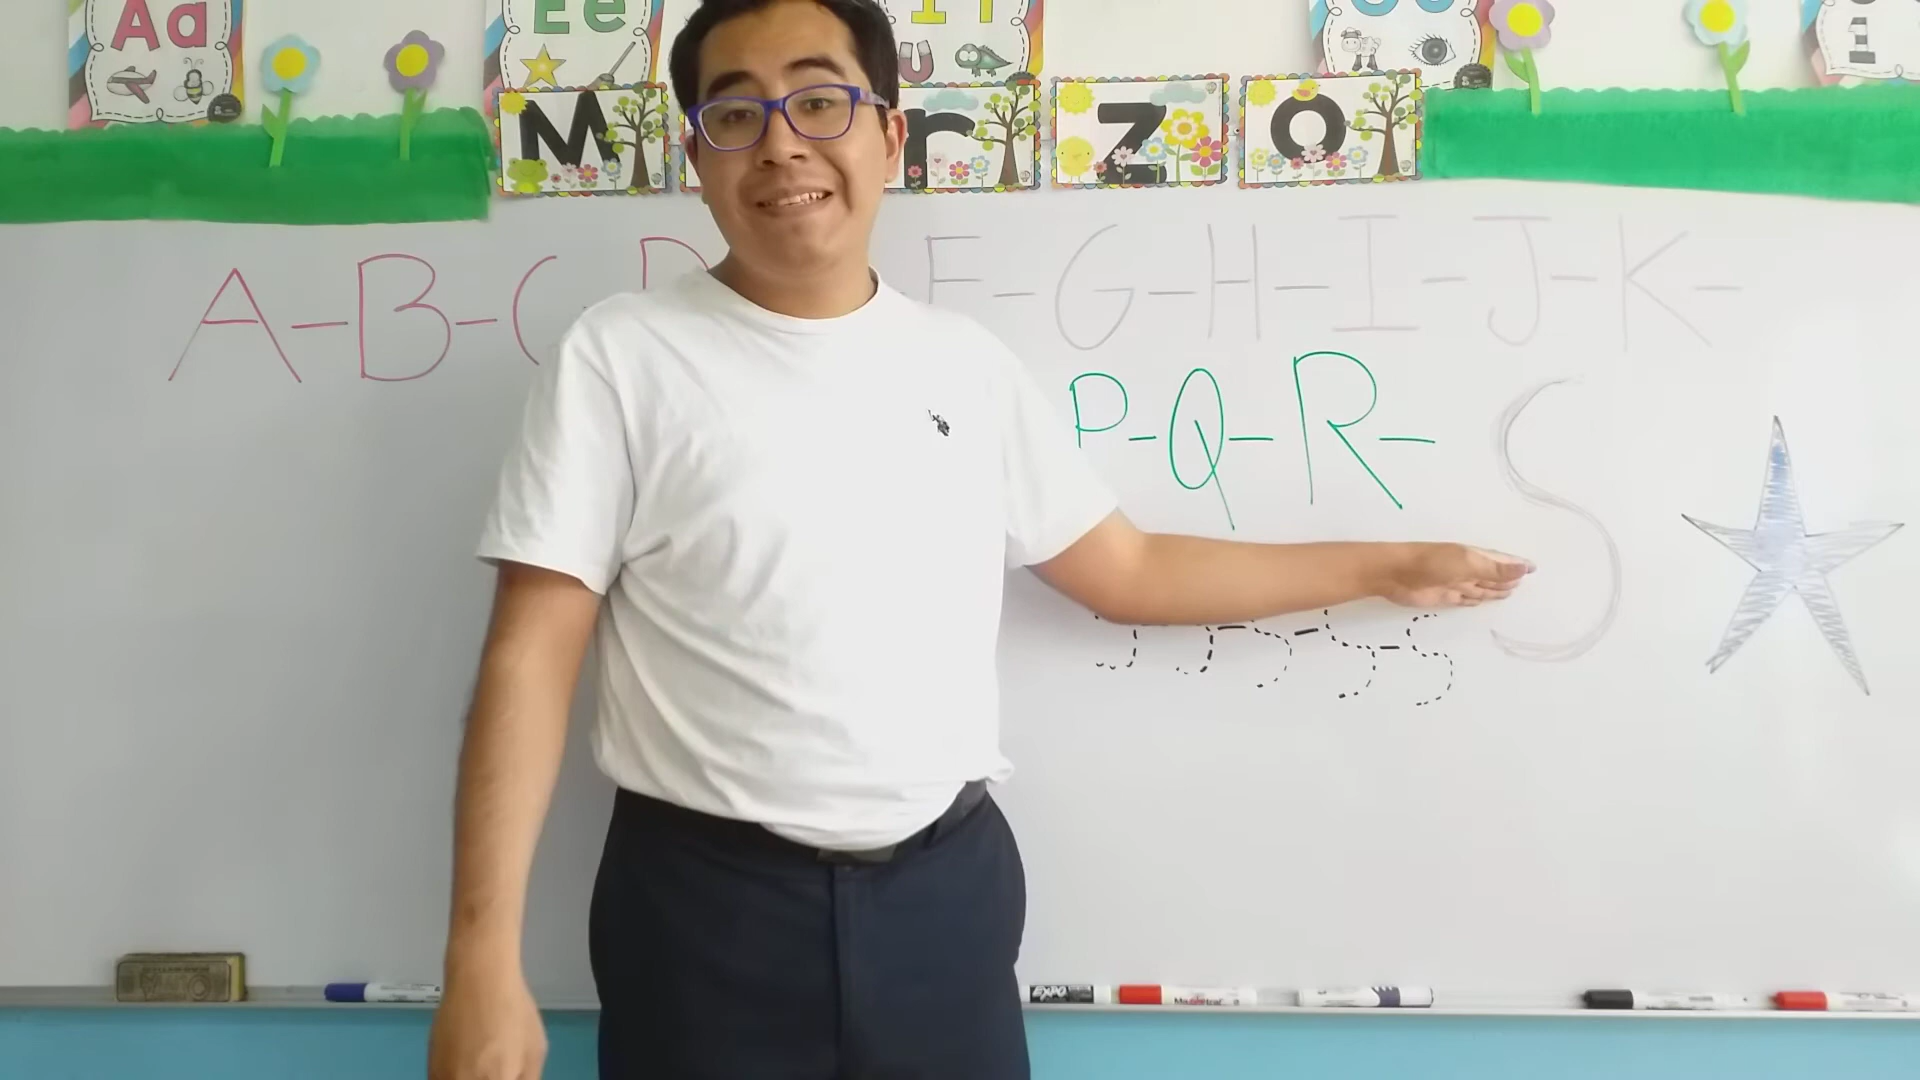 Aa
Ee
M r z o
A-B-C-D
F-G-H-I-J-K-
P-Q-R-
S
S-S-S-S-S
EXPO